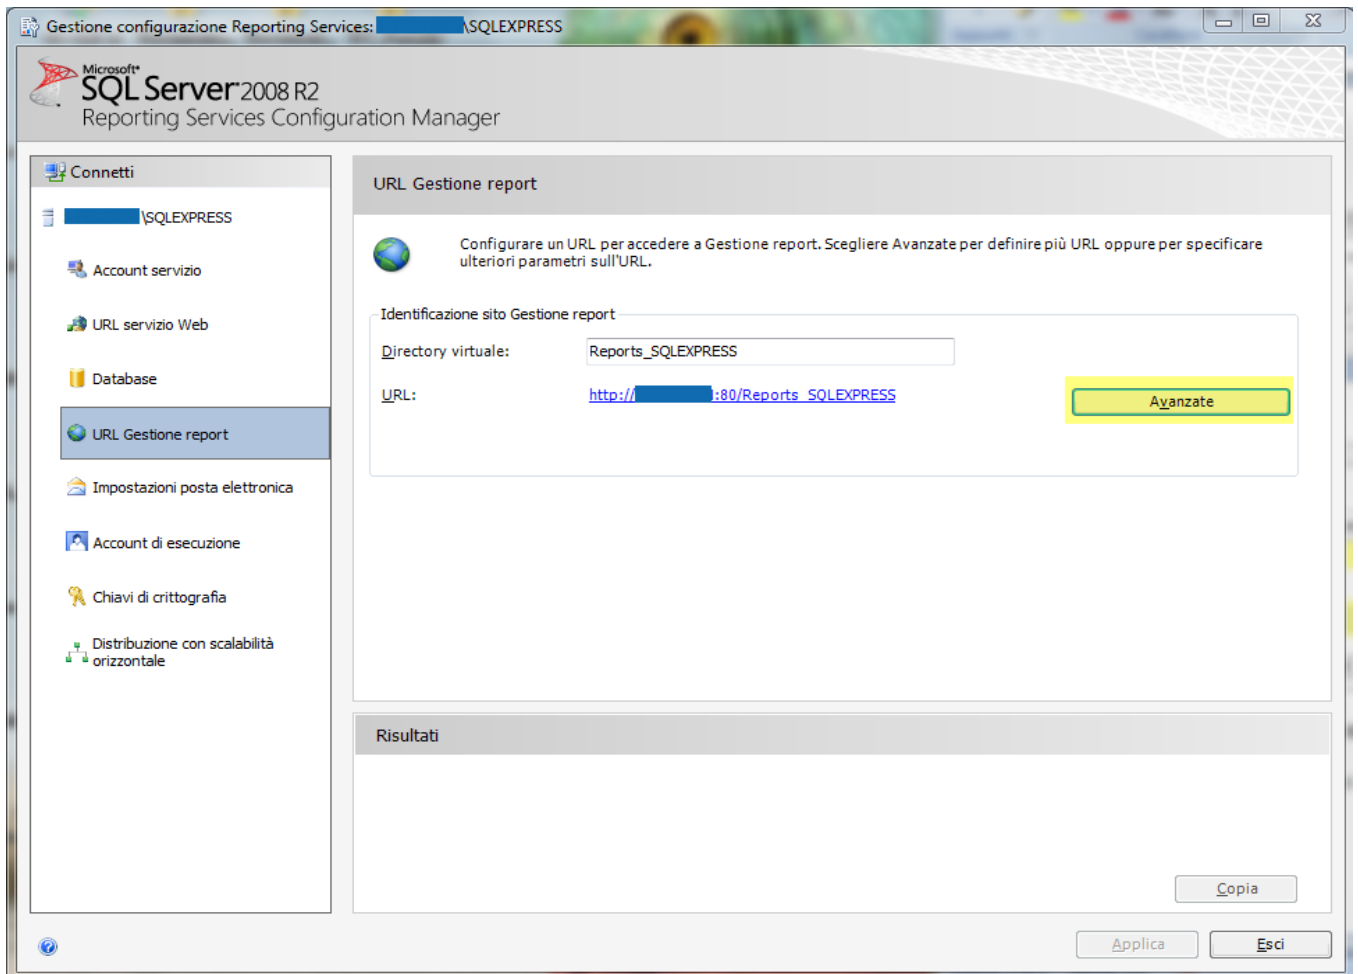 Gestione configurazione Reporting Services: \SQLEXPRESS
Microsoft®
SQL Server® 2008 R2
Reporting Services Configuration Manager
Connetti
\SQLEXPRESS
Account servizio
URL servizio Web
Database
URL Gestione report
Impostazioni posta elettronica
Account di esecuzione
Chiavi di crittografia
Distribuzione con scalabilità
orizzontale
URL Gestione report
Configurare un URL per accedere a Gestione report. Scegliere Avanzate per definire più URL oppure per specificare
ulteriori parametri sull'URL.
Identificazione sito Gestione report
Directory virtuale: Reports_SQLEXPRESS
URL: http:// :80/Reports_SQLEXPRESS
Avanzate
Risultati
Copia
Applica
Esci